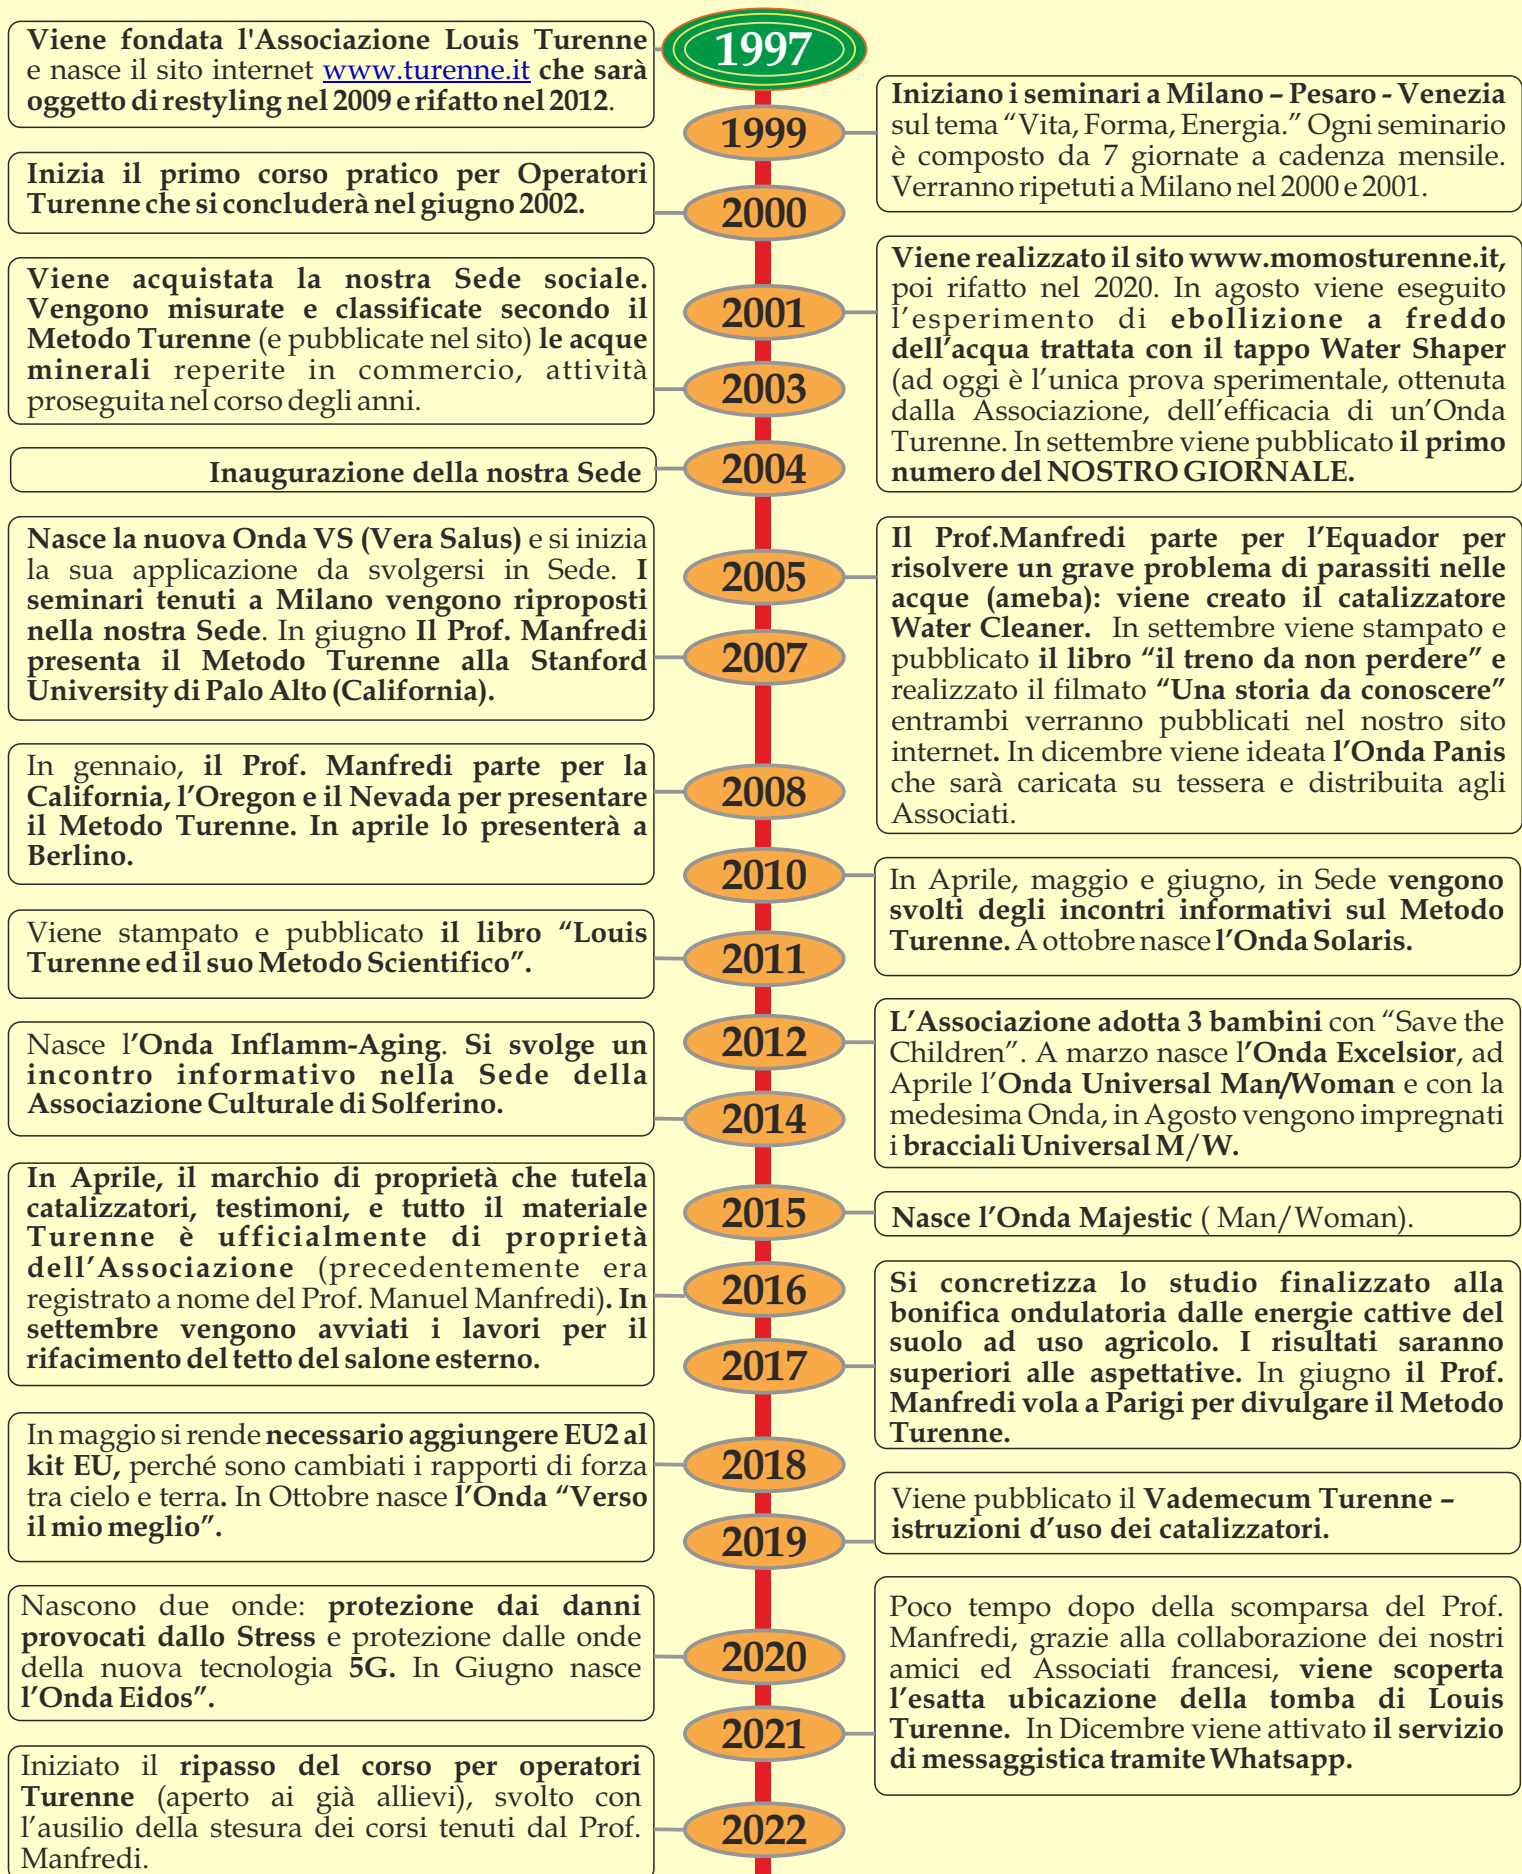 1997
Viene fondata l'Associazione Louis Turenne
e nasce il sito internet www.turenne.it che sarà
oggetto di restyling nel 2009 e rifatto nel 2012.
1999
Iniziano i seminari a Milano – Pesaro - Venezia
sul tema “Vita, Forma, Energia.” Ogni seminario
è composto da 7 giornate a cadenza mensile.
Verranno ripetuti a Milano nel 2000 e 2001.
2000
Inizia il primo corso pratico per Operatori
Turenne che si concluderà nel giugno 2002.
2001
Viene realizzato il sito www.momosturenne.it,
poi rifatto nel 2020. In agosto viene eseguito
l’esperimento di ebollizione a freddo
dell’acqua trattata con il tappo Water Shaper
(ad oggi è l’unica prova sperimentale, ottenuta
dalla Associazione, dell’efficacia di un’Onda
Turenne. In settembre viene pubblicato il primo
numero del NOSTRO GIORNALE.
2003
Viene acquistata la nostra Sede sociale.
Vengono misurate e classificate secondo il
Metodo Turenne (e pubblicate nel sito) le acque
minerali reperite in commercio, attività
proseguita nel corso degli anni.
2004
Inaugurazione della nostra Sede
2005
Il Prof.Manfredi parte per l’Equador per
risolvere un grave problema di parassiti nelle
acque (ameba): viene creato il catalizzatore
Water Cleaner. In settembre viene stampato e
pubblicato il libro “il treno da non perdere” e
realizzato il filmato “Una storia da conoscere”
entrambi verranno pubblicati nel nostro sito
internet. In dicembre viene ideata l’Onda Panis
che sarà caricata su tessera e distribuita agli
Associati.
2007
Nasce la nuova Onda VS (Vera Salus) e si inizia
la sua applicazione da svolgersi in Sede. I
seminari tenuti a Milano vengono riproposti
nella nostra Sede. In giugno Il Prof. Manfredi
presenta il Metodo Turenne alla Stanford
University di Palo Alto (California).
2008
In gennaio, il Prof. Manfredi parte per la
California, l’Oregon e il Nevada per presentare
il Metodo Turenne. In aprile lo presenterà a
Berlino.
2010
In Aprile, maggio e giugno, in Sede vengono
svolti degli incontri informativi sul Metodo
Turenne. A ottobre nasce l’Onda Solaris.
2011
Viene stampato e pubblicato il libro “Louis
Turenne ed il suo Metodo Scientifico”.
2012
L’Associazione adotta 3 bambini con “Save the
Children”. A marzo nasce l’Onda Excelsior, ad
Aprile l’Onda Universal Man/Woman e con la
medesima Onda, in Agosto vengono impregnati
i bracciali Universal M/W.
2014
Nasce l’Onda Inflamm-Aging. Si svolge un
incontro informativo nella Sede della
Associazione Culturale di Solferino.
2015
Nasce l’Onda Majestic ( Man/Woman).
2016
In Aprile, il marchio di proprietà che tutela
catalizzatori, testimoni, e tutto il materiale
Turenne è ufficialmente di proprietà
dell’Associazione (precedentemente era
registrato a nome del Prof. Manuel Manfredi). In
settembre vengono avviati i lavori per il
rifacimento del tetto del salone esterno.
2017
Si concretizza lo studio finalizzato alla
bonifica ondulatoria dalle energie cattive del
suolo ad uso agricolo. I risultati saranno
superiori alle aspettative. In giugno il Prof.
Manfredi vola a Parigi per divulgare il Metodo
Turenne.
2018
In maggio si rende necessario aggiungere EU2 al
kit EU, perché sono cambiati i rapporti di forza
tra cielo e terra. In Ottobre nasce l’Onda “Verso
il mio meglio”.
2019
Viene pubblicato il Vademecum Turenne –
istruzioni d’uso dei catalizzatori.
2020
Nascono due onde: protezione dai danni
provocati dallo Stress e protezione dalle onde
della nuova tecnologia 5G. In Giugno nasce
l’Onda Eidos”.
2021
Poco tempo dopo della scomparsa del Prof.
Manfredi, grazie alla collaborazione dei nostri
amici ed Associati francesi, viene scoperta
l’esatta ubicazione della tomba di Louis
Turenne. In Dicembre viene attivato il servizio
di messaggistica tramite Whatsapp.
2022
Iniziato il ripasso del corso per operatori
Turenne (aperto ai già allievi), svolto con
l’ausilio della stesura dei corsi tenuti dal Prof.
Manfredi.